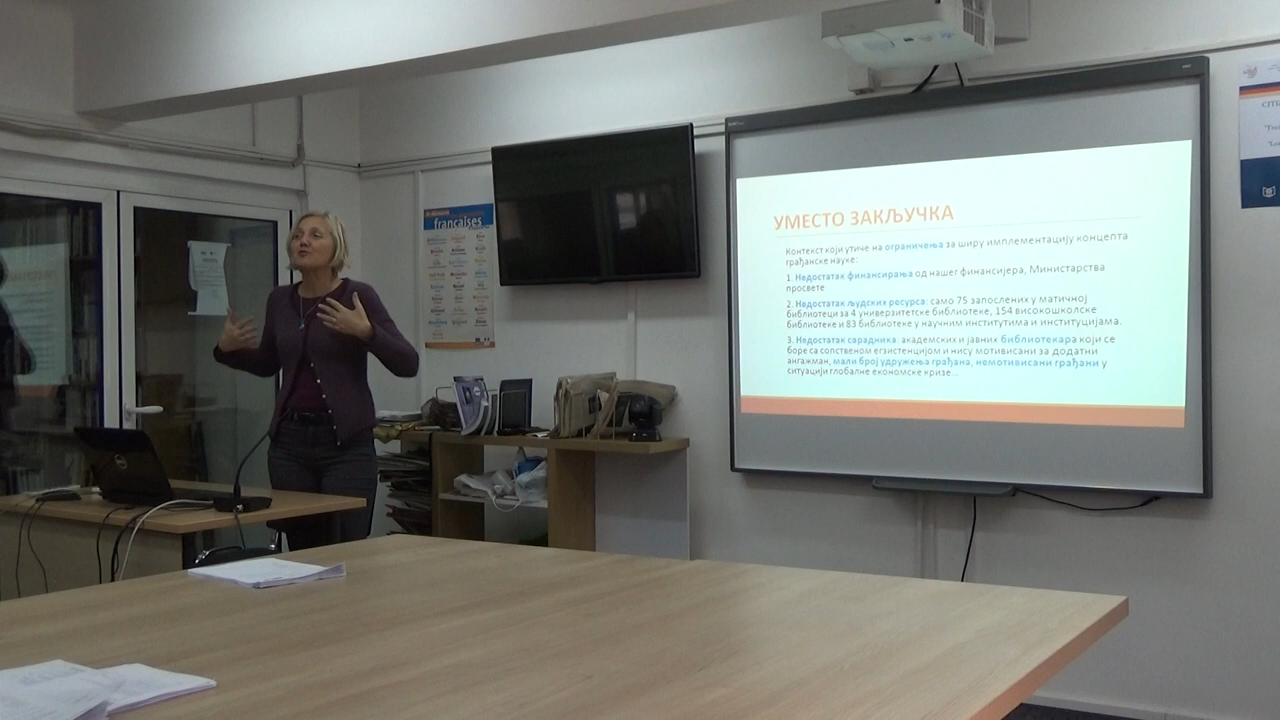 УМЕСТО ЗАКЉУЧКА
Контекст који утиче на ограничења за ширу имплементацију концепта
грађанске науке:
1. Недостатак финансирања од нашег финансијера, Министарства
просвете
2. Недостатак људских ресурса: само 75 запослених у матичној
библиотеци за 4 универзитетске библиотеке, 154 високошколске
библиотеке и 83 библиотеке у научним институтима и институцијама.
3. Недостатак сарадника: академских и јавних библиотекара који се
боре са сопственом егзистенцијом и нису мотивисани за додатни
ангажман, мали број удружења грађана, немотивисани грађани у
ситуацији глобалне економске кризе...
françaises